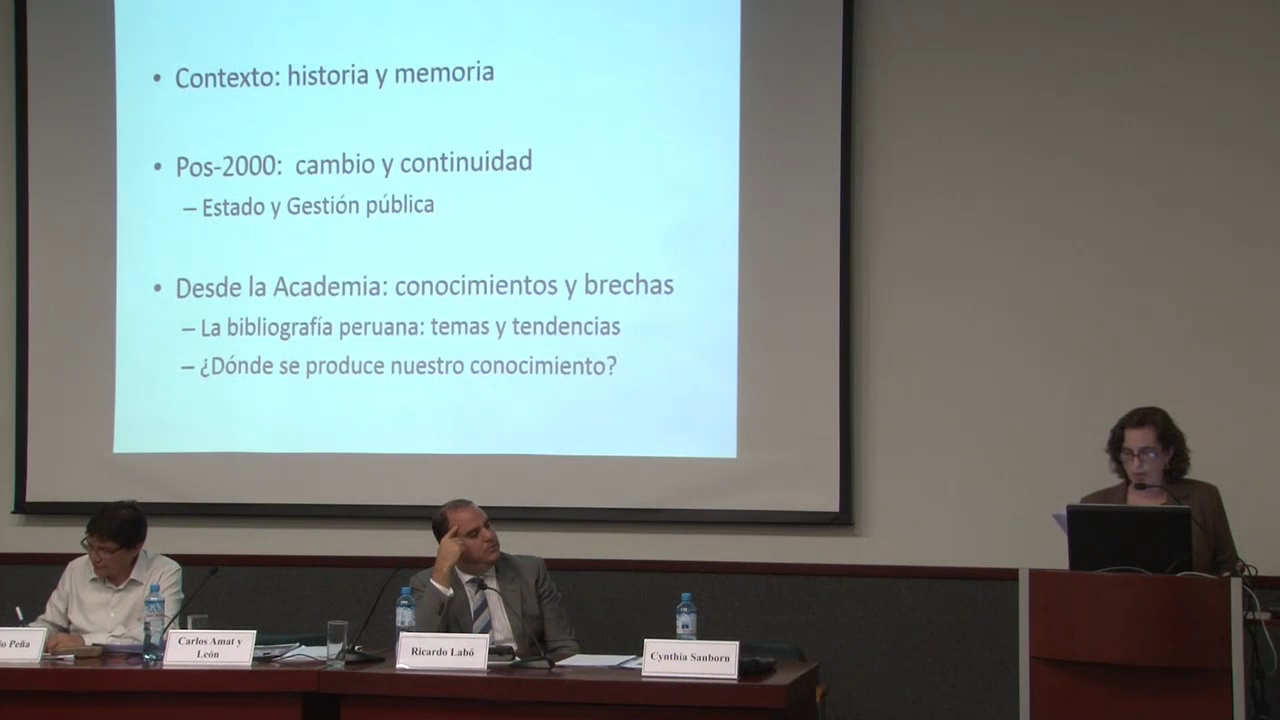 • Contexto: historia y memoria
• Pos-2000: cambio y continuidad
– Estado y Gestión pública
• Desde la Academia: conocimientos y brechas
– La bibliografía peruana: temas y tendencias
– ¿Dónde se produce nuestro conocimiento?
Peña
Carlos Amat y
León
Ricardo Labó
Cynthia Sanborn